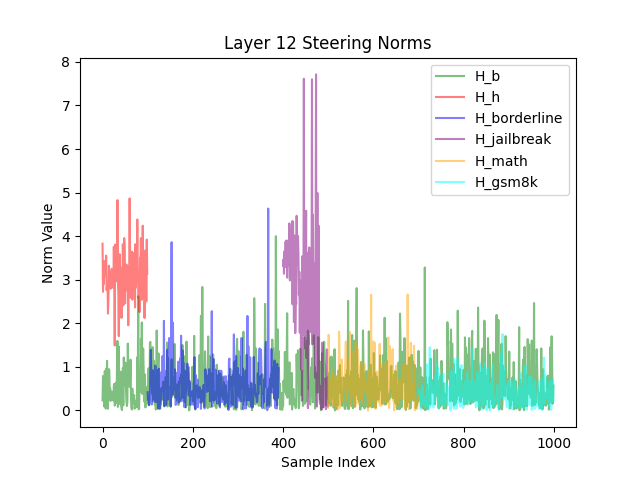 Layer 12 Steering Norms
8
7
6
5
4
3
2
1
0
Norm Value
H_b
H_h
H_borderline
H_jailbreak
H_math
H_gsm8k
0 200 400 600 800 1000
Sample Index